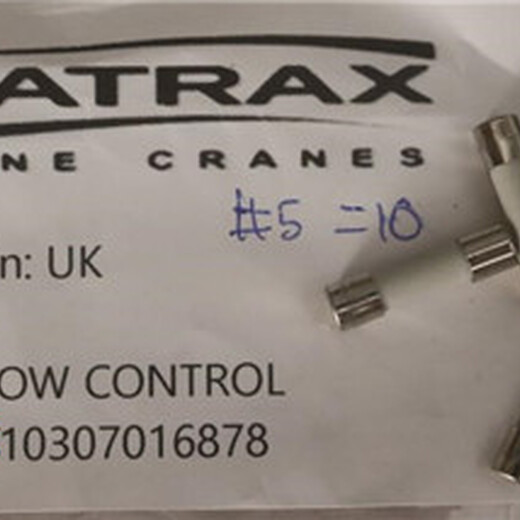 ATRAX
NE CRANES
#5 =10
n: UK
OW CONTROL
10307016878